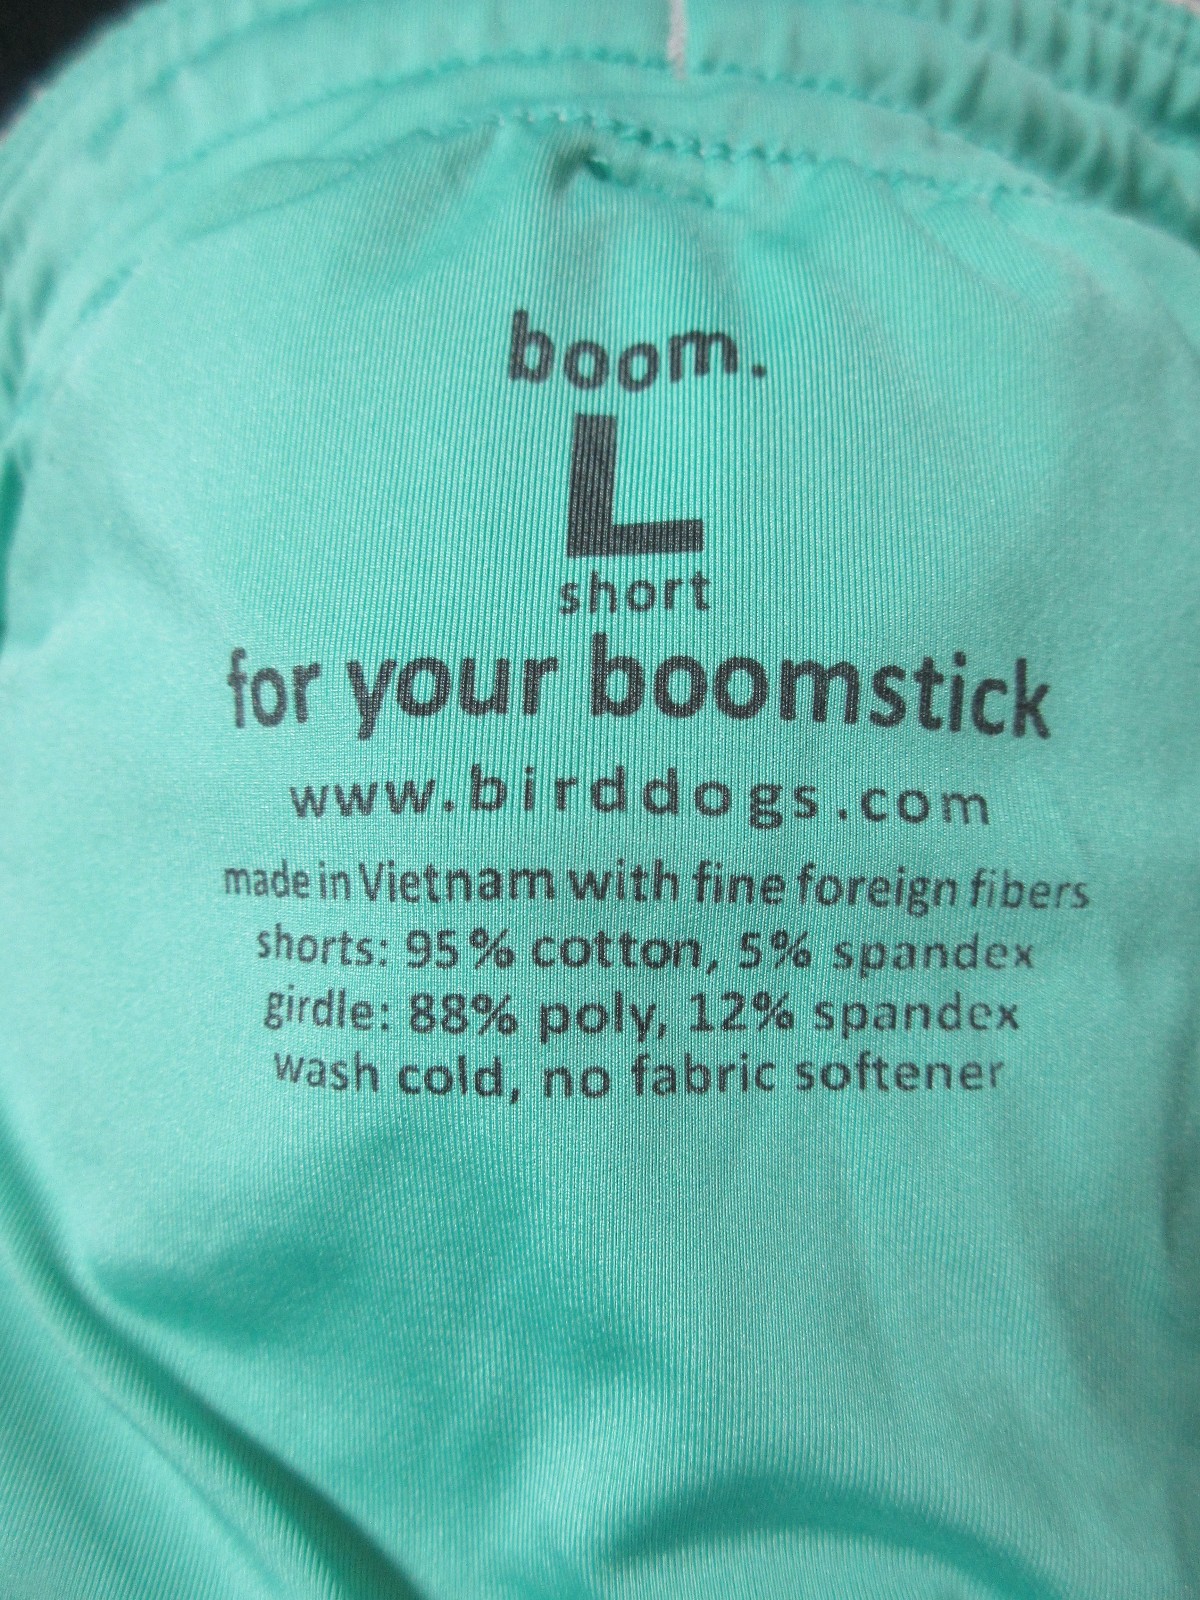 boom.
L
short
for your boomstick
www.birddogs.com
made in Vietnam with fine foreign fibers
shorts: 95% cotton, 5% spandex
girdle: 88% poly, 12% spandex
wash cold, no fabric softener